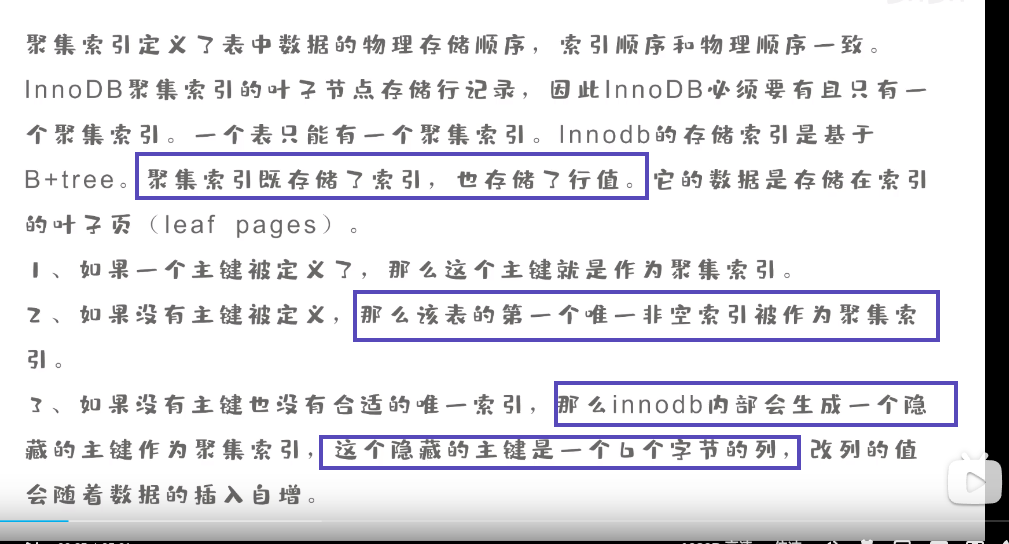 聚集索引定义了表中数据的物理存储顺序，索引顺序和物理顺序一致。
InnoDB聚集索引的叶子节点存储行记录，因此InnoDB必须要有且只有一
个聚集索引。一个表只能有一个聚集索引。Innodb的存储索引是基于
B+tree。聚集索引既存储了索引，也存储了行值。它的数据是存储在索引
的叶子页（leaf pages）。
1、如果一个主键被定义了，那么这个主键就是作为聚集索引。
2、如果没有主键被定义，那么该表的第一个唯一非空索引被作为聚集索
引。
3、如果没有主键也没有合适的唯一索引，那么innodb内部会生成一个隐
藏的主键作为聚集索引，这个隐藏的主键是一个6个字节的列，改列的值
会随着数据的插入自增。